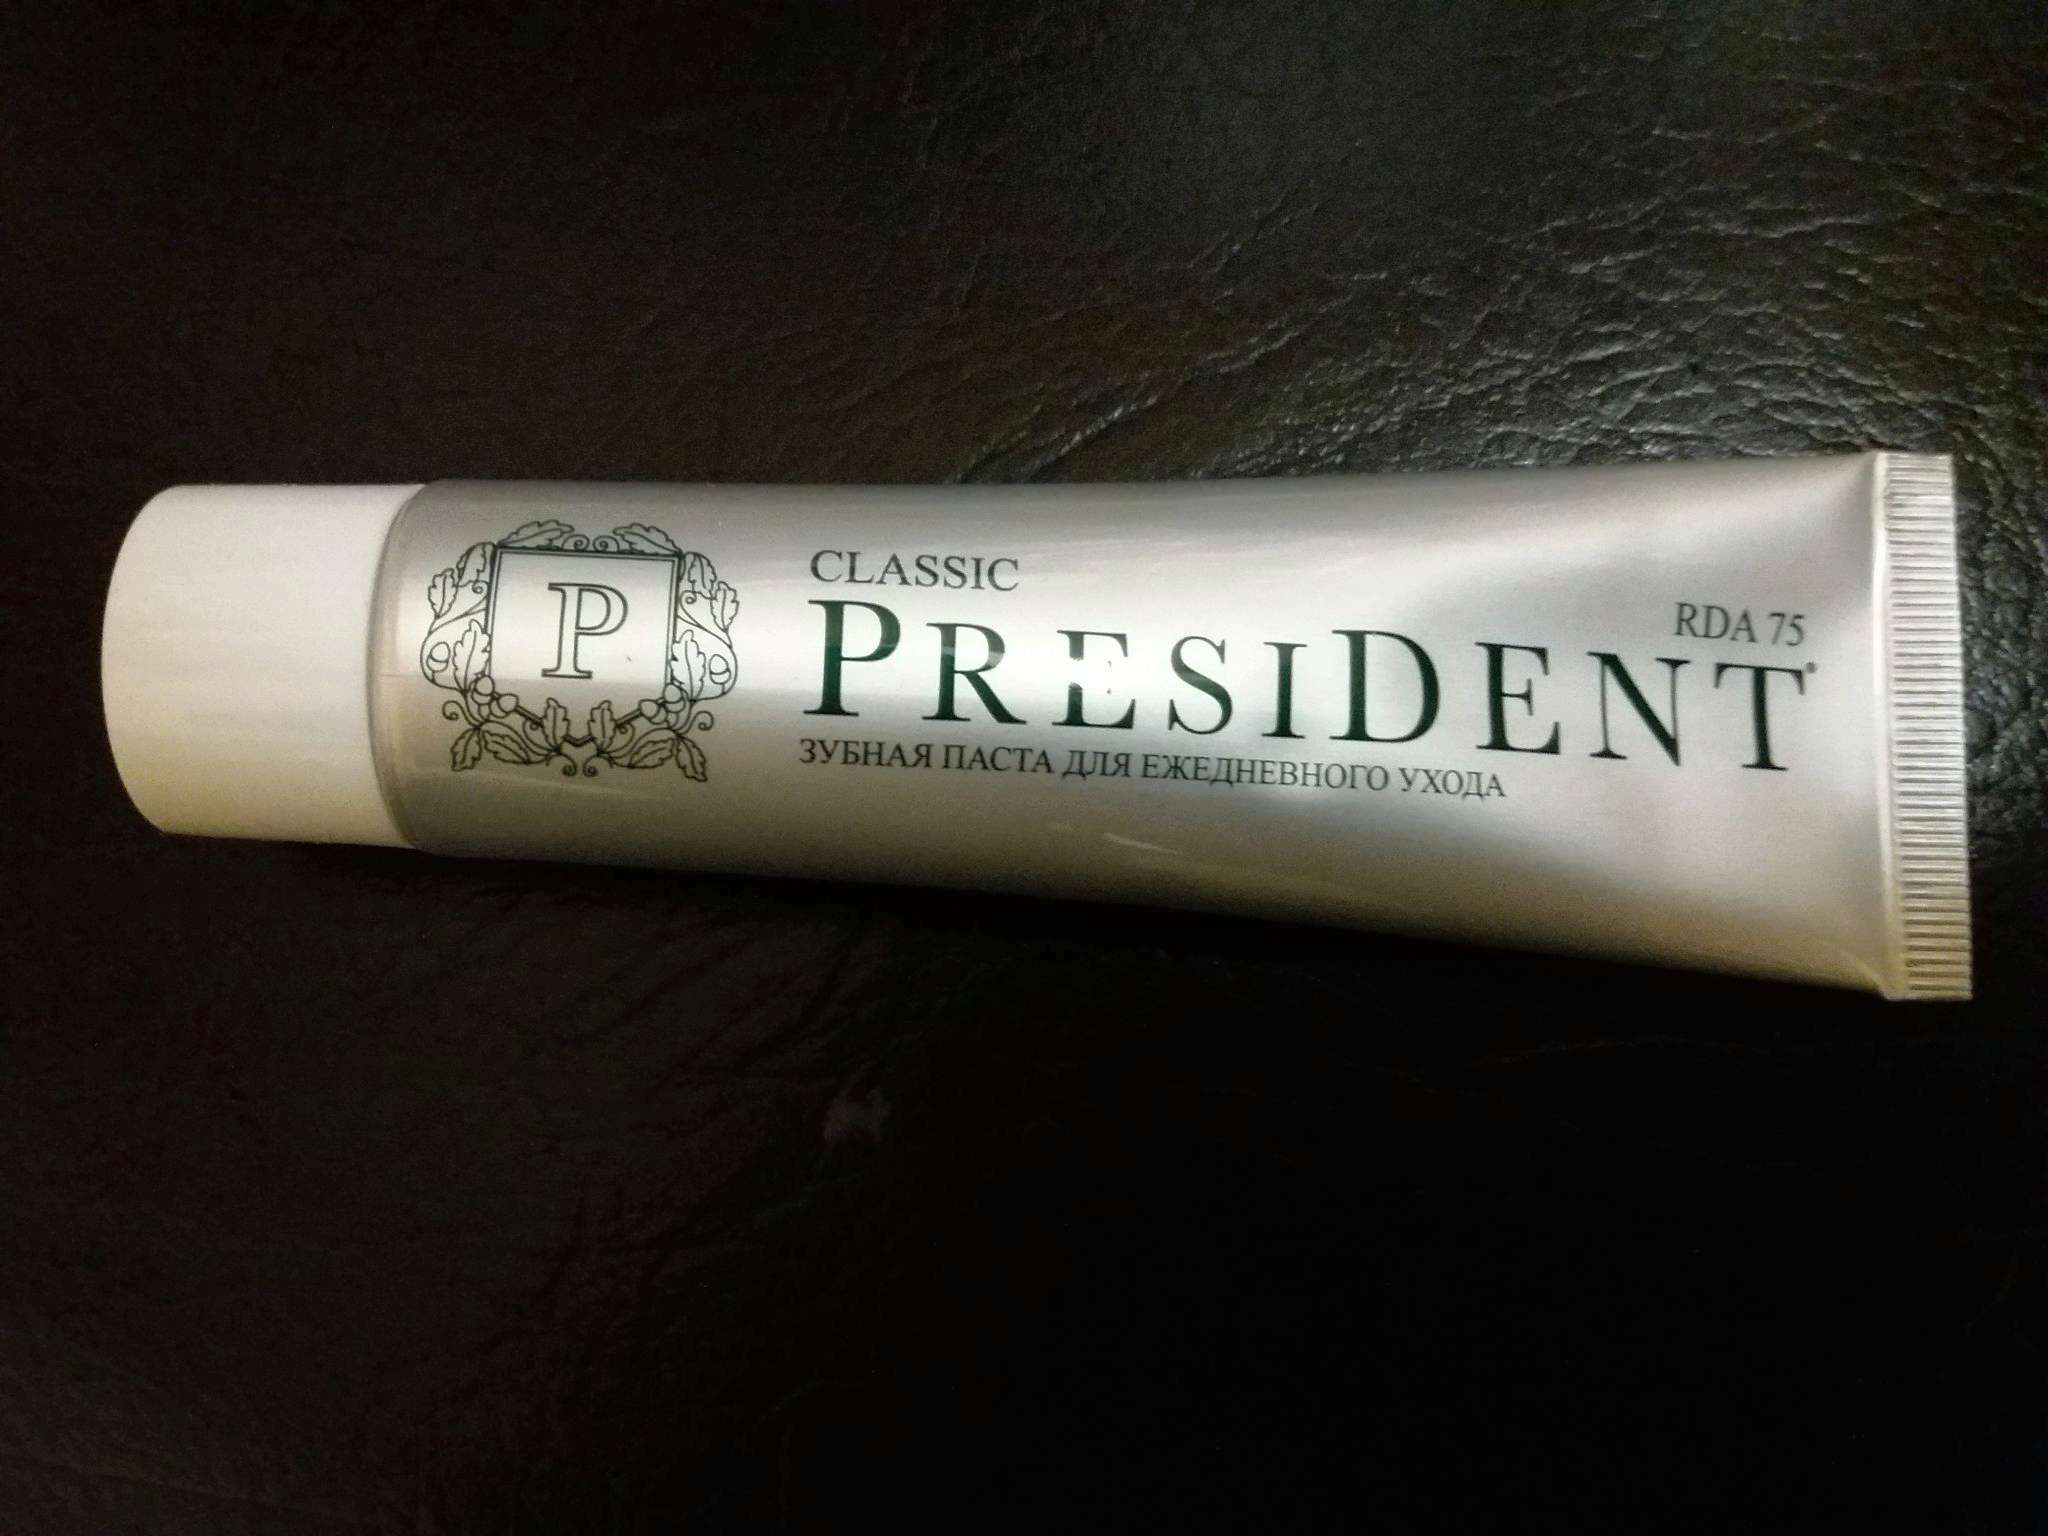 P
CLASSIC
RDA 75
PRESIDENT®
ЗУБНАЯ ПАСТА ДЛЯ ЕЖЕДНЕВНОГО УХОДА